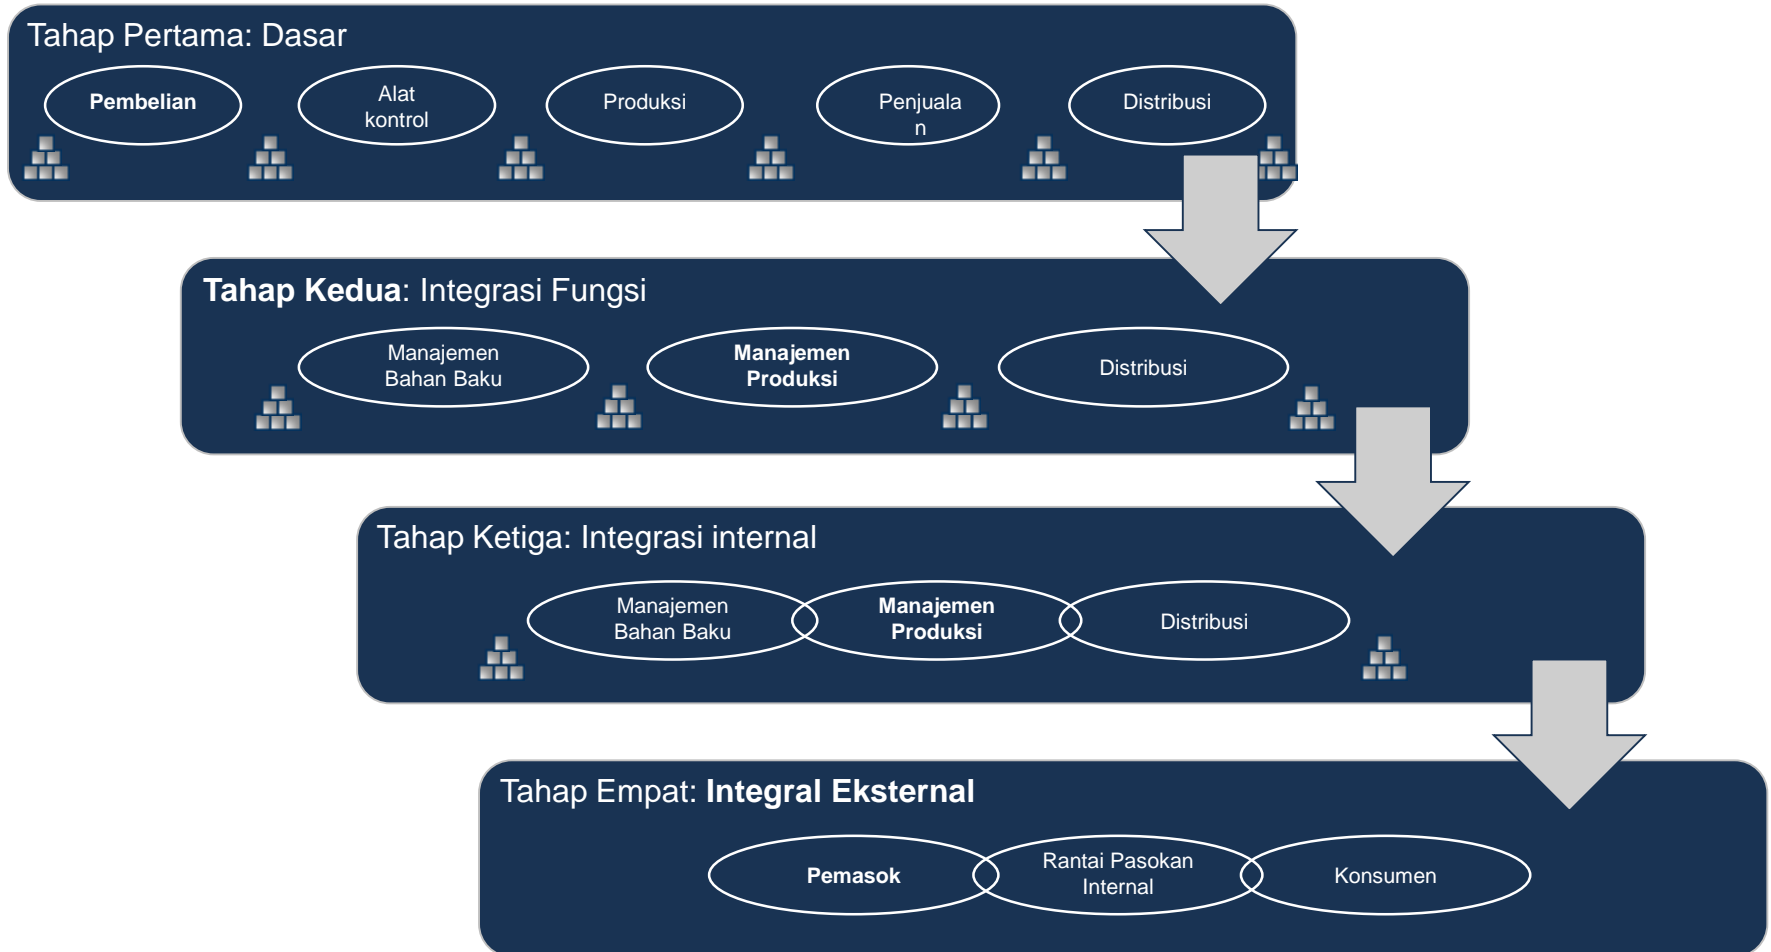 Tahap Pertama: Dasar
Pembelian
Alat
kontrol
Produksi
Penjuala
n
Distribusi
Tahap Kedua: Integrasi Fungsi
Manajemen
Bahan Baku
Manajemen
Produksi
Distribusi
Tahap Ketiga: Integrasi internal
Manajemen
Bahan Baku
Manajemen
Produksi
Distribusi
Tahap Empat: Integral Eksternal
Pemasok
Rantai Pasokan
Internal
Konsumen